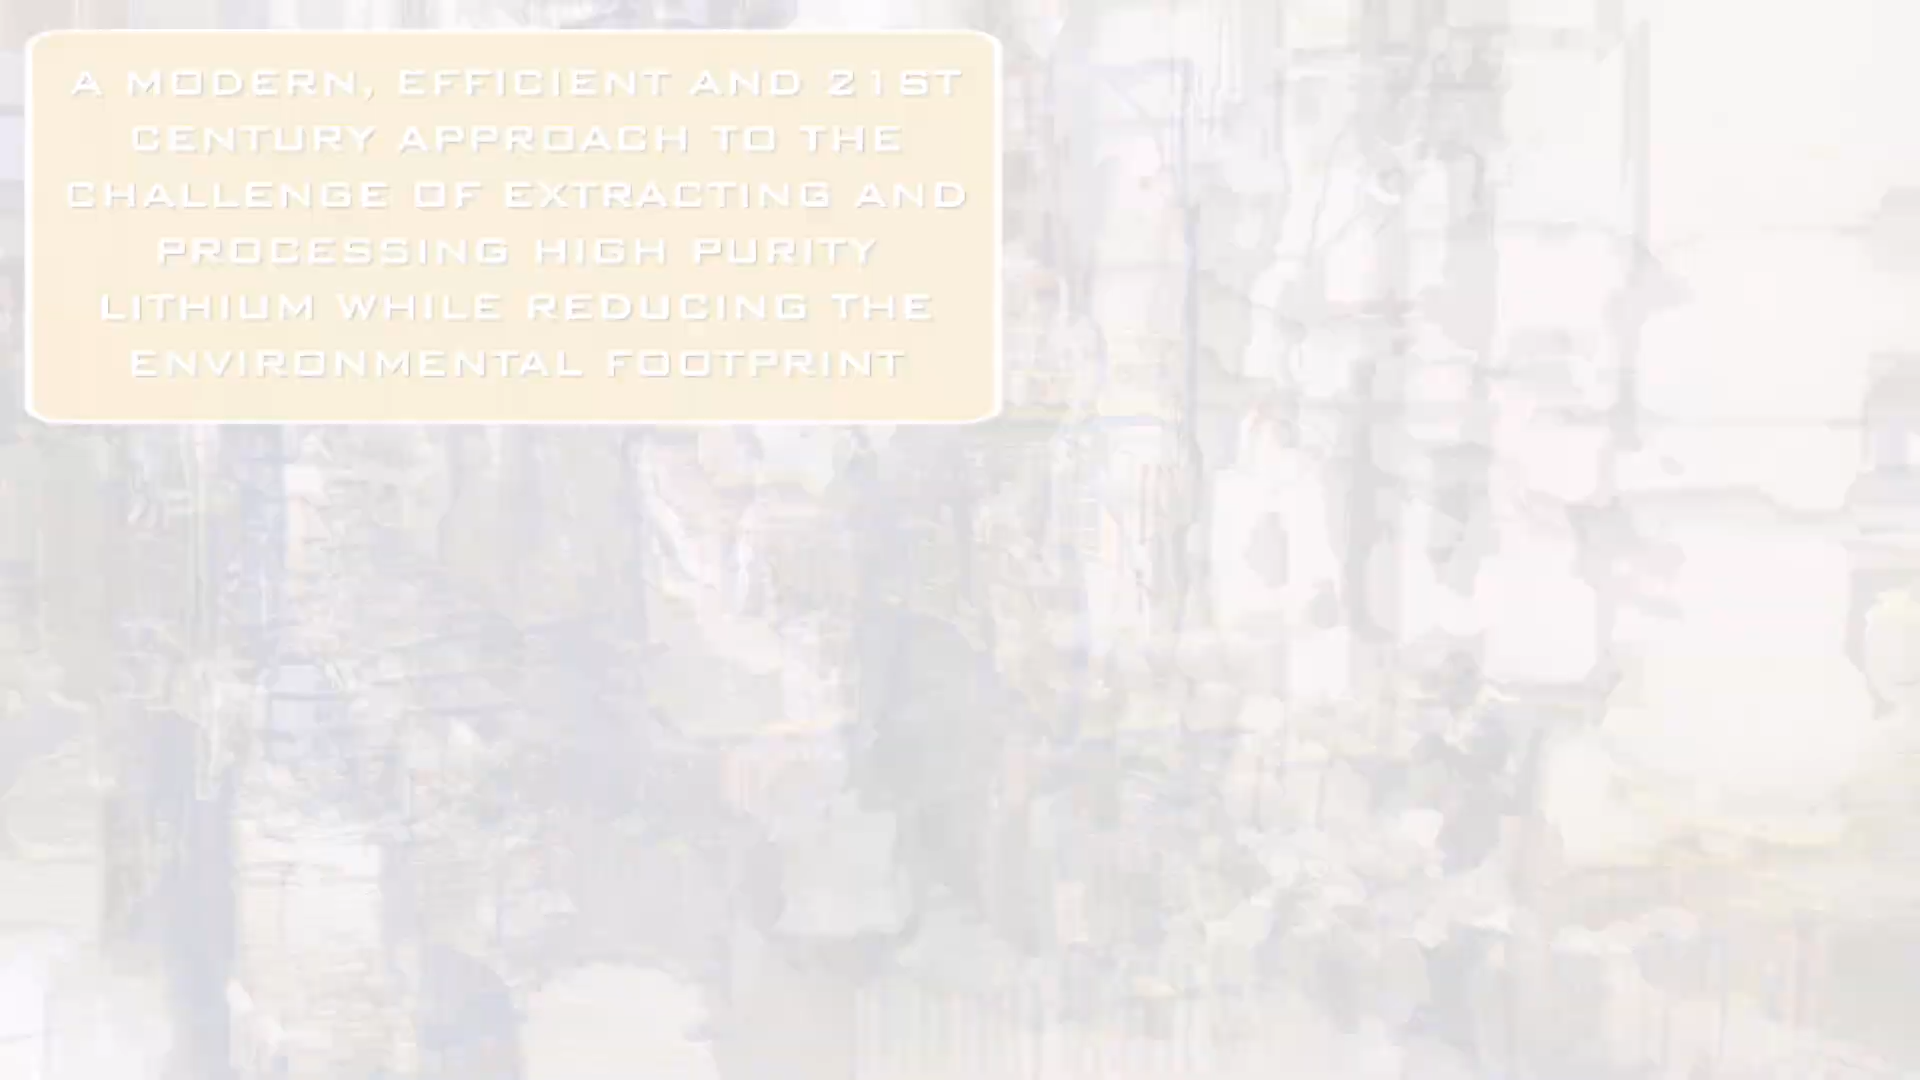 A MODERN, EFFICIENT AND 21ST
CENTURY APPROACH TO THE
CHALLENGE OF EXTRACTING AND
PROCESSING HIGH PURITY
LITHIUM WHILE REDUCING THE
ENVIRONMENTAL FOOTPRINT